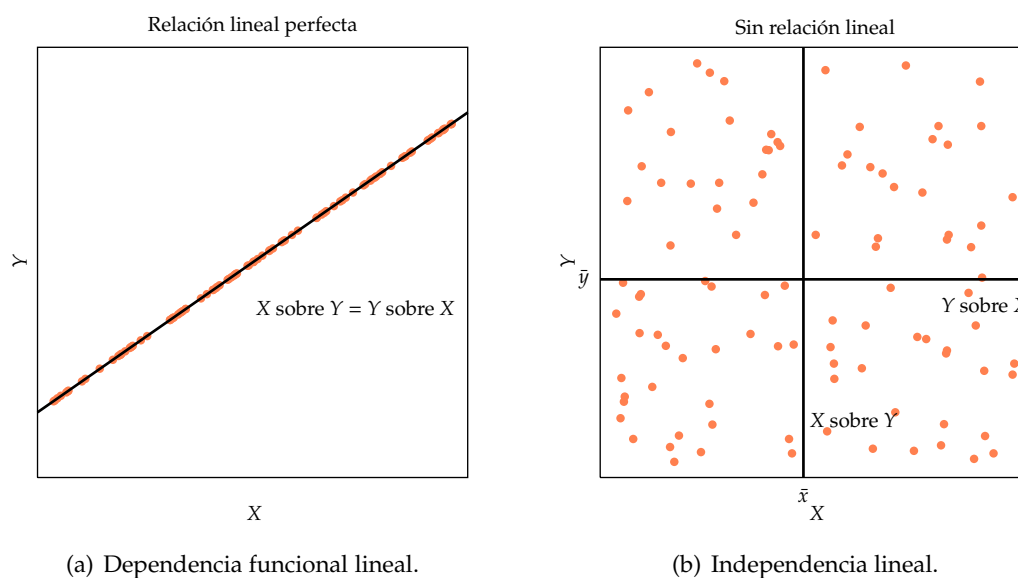 Relación lineal perfecta
Y
X sobre Y = Y sobre X
X
(a) Dependencia funcional lineal.
Sin relación lineal
Y
ȳ
Y sobre X
X sobre Y
x̄
X
(b) Independencia lineal.